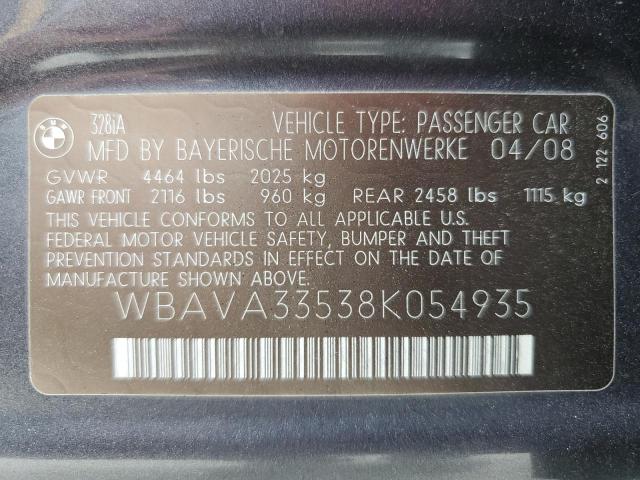 BMW
328iA
VEHICLE TYPE: PASSENGER CAR
MFD BY BAYERISCHE MOTORENWERKE 04/08
GVWR 4464 lbs 2025 kg
GAWR FRONT 2116 lbs 960 kg REAR 2458 lbs 1115 kg
THIS VEHICLE CONFORMS TO ALL APPLICABLE U.S.
FEDERAL MOTOR VEHICLE SAFETY, BUMPER AND THEFT
PREVENTION STANDARDS IN EFFECT ON THE DATE OF
MANUFACTURE SHOWN ABOVE.
WBAVA33538K054935
2 122 606